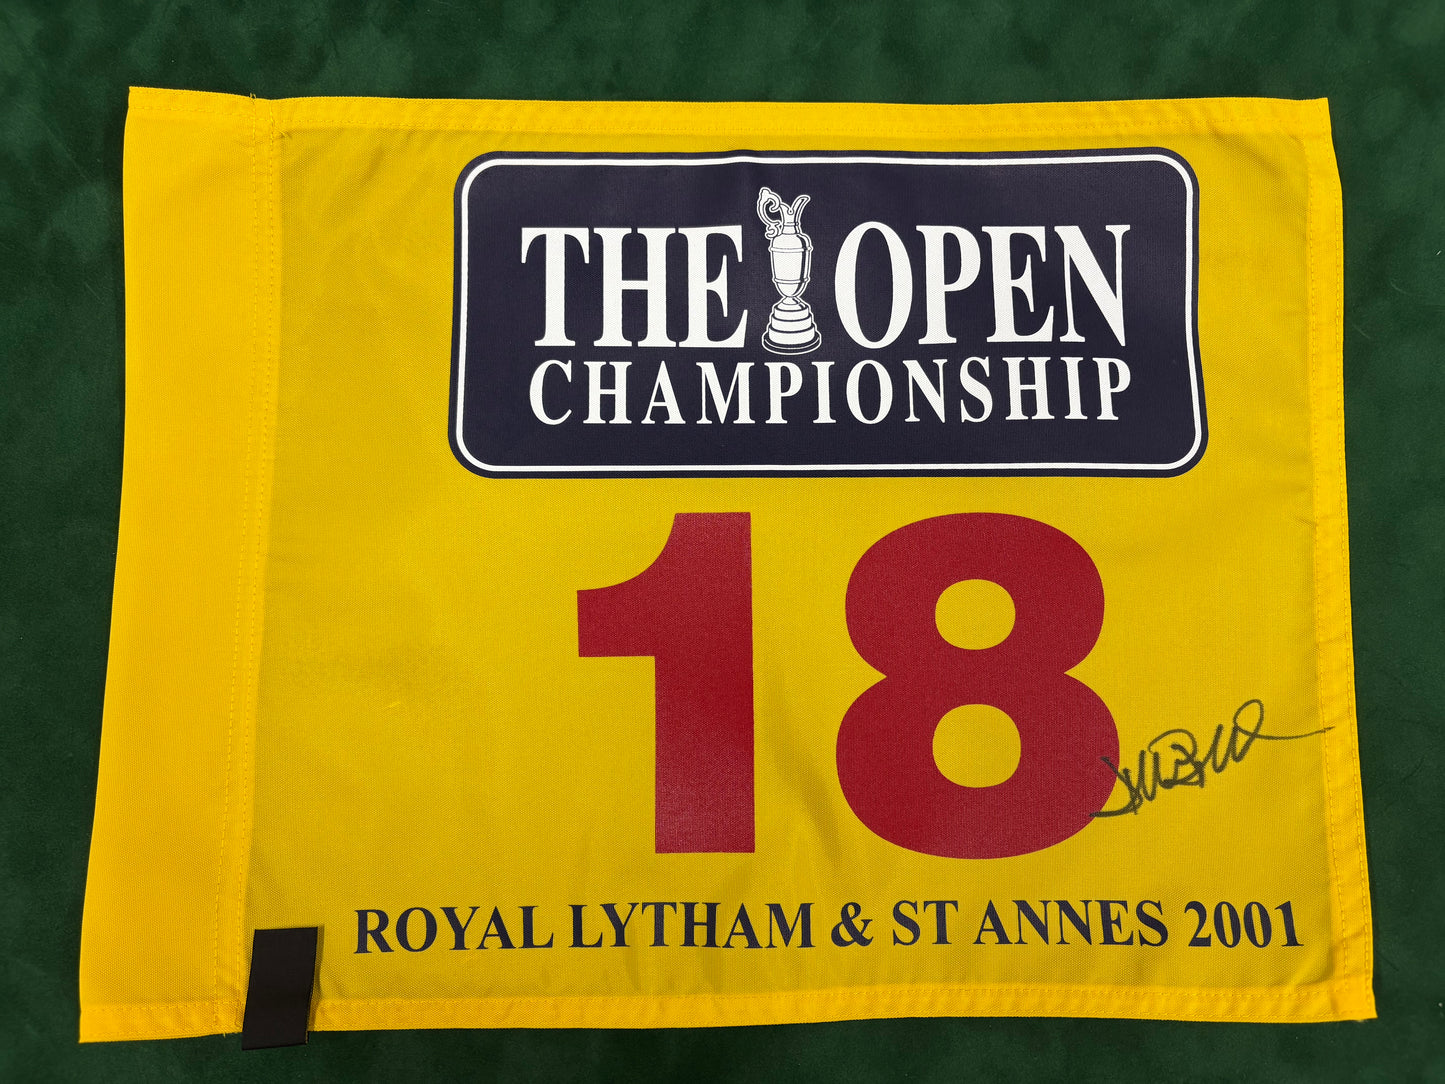 THE OPEN
CHAMPIONSHIP
18
ROYAL LYTHAM & ST ANNES 2001